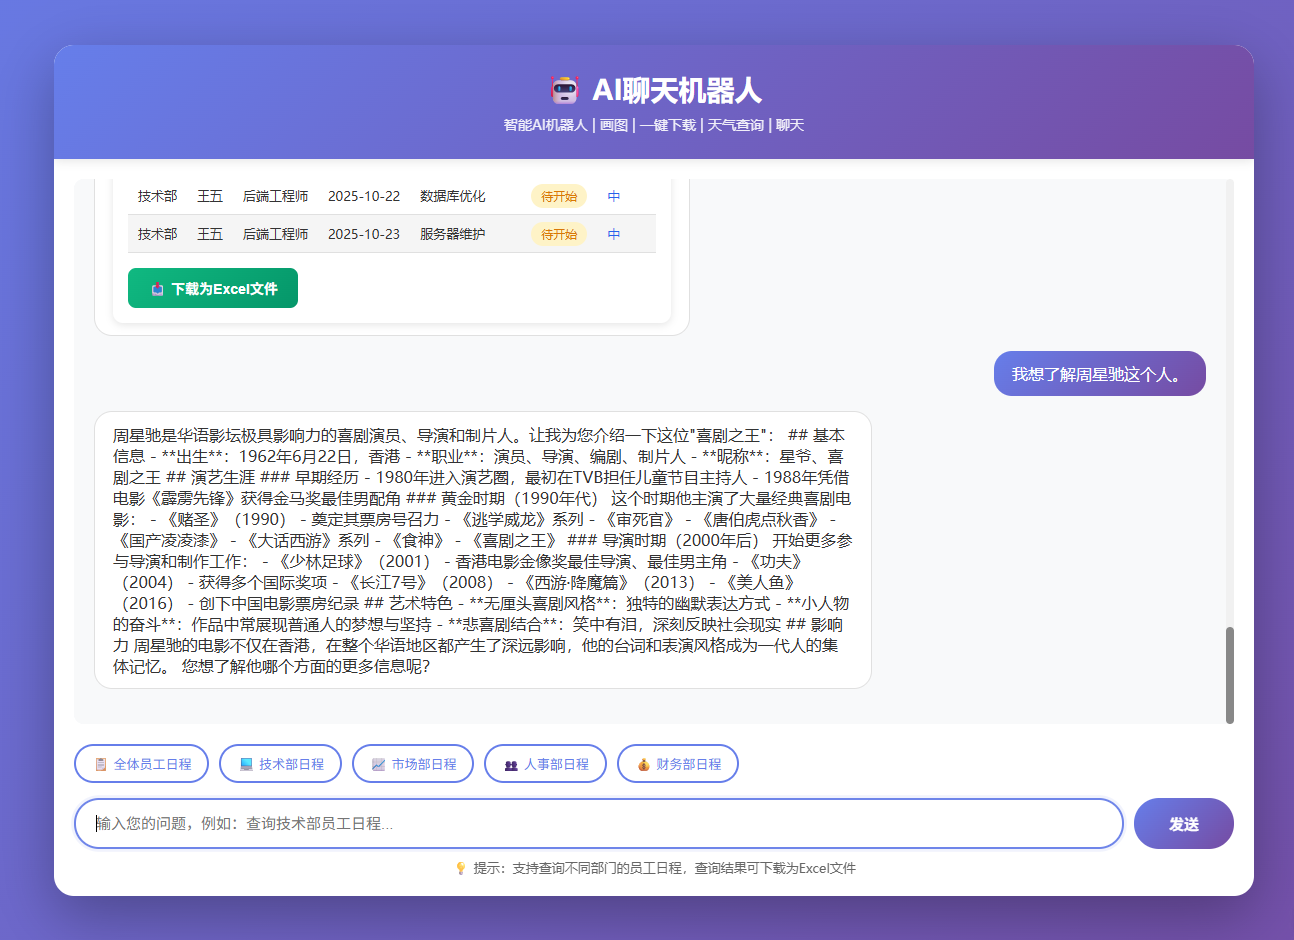 AI聊天机器人
智能AI机器人 | 画图 | 一键下载 | 天气查询 | 聊天
技术部 王五 后端工程师 2025-10-22 数据库优化 待开始 中
技术部 王五 后端工程师 2025-10-23 服务器维护 待开始 中
下载为Excel文件
我想了解周星驰这个人。
周星驰是华语影坛极具影响力的喜剧演员、导演和制片人。让我为您介绍一下这位"喜剧之王"： ## 基本
信息 - **出生**：1962年6月22日，香港 - **职业**：演员、导演、编剧、制片人 - **昵称**：星爷、喜
剧之王 ## 演艺生涯 ### 早期经历 - 1980年进入演艺圈，最初在TVB担任儿童节目主持人 - 1988年凭借
电影《霹雳先锋》获得金马奖最佳男配角 ### 黄金时期（1990年代） 这个时期他主演了大量经典喜剧电
影： - 《赌圣》（1990） - 奠定其票房号召力 - 《逃学威龙》系列 - 《审死官》 - 《唐伯虎点秋香》 -
《国产凌凌漆》 - 《大话西游》系列 - 《食神》 - 《喜剧之王》 ### 导演时期（2000年后） 开始更多参
与导演和制作工作： - 《少林足球》（2001） - 香港电影金像奖最佳导演、最佳男主角 - 《功夫》
（2004） - 获得多个国际奖项 - 《长江7号》（2008） - 《西游·降魔篇》（2013） - 《美人鱼》
（2016） - 创下中国电影票房纪录 ## 艺术特色 - **无厘头喜剧风格**：独特的幽默表达方式 - **小人物
的奋斗**：作品中常展现普通人的梦想与坚持 - **悲喜剧结合**：笑中有泪，深刻反映社会现实 ## 影响
力 周星驰的电影不仅在香港，在整个华语地区都产生了深远影响，他的台词和表演风格成为一代人的集
体记忆。 您想了解他哪个方面的更多信息呢？
全体员工日程 技术部日程 市场部日程 人事部日程 财务部日程
输入您的问题，例如：查询技术部员工日程... 发送
提示：支持查询不同部门的员工日程，查询结果可下载为Excel文件